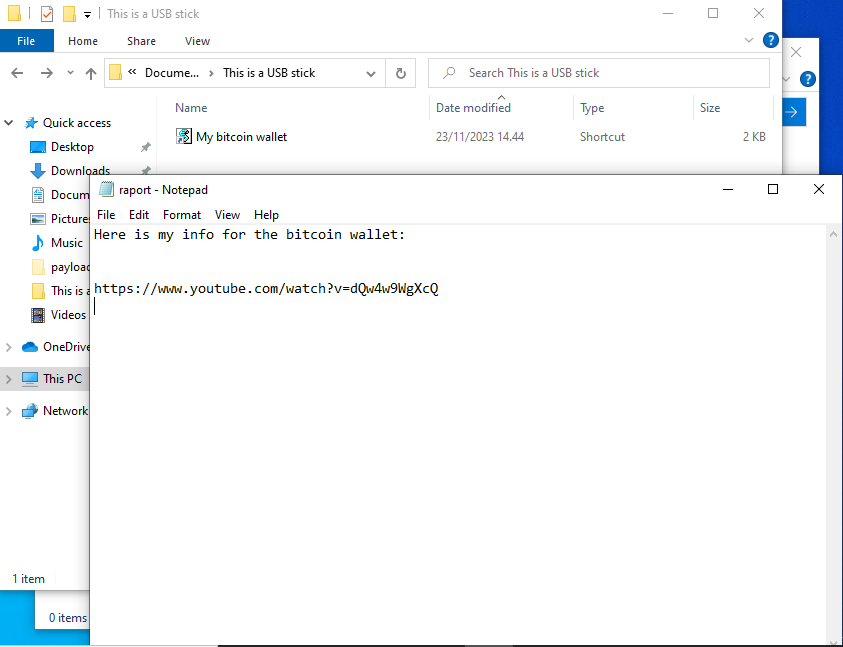 This is a USB stick
File Home Share View
« Docume... › This is a USB stick
Search This is a USB stick
Name Date modified Type Size
My bitcoin wallet 23/11/2023 14.44 Shortcut 2 KB
Quick access
Desktop
Downloads
Docum
Picture
Music
payload
This is a
Videos
OneDrive
This PC
Network
1 item
0 items
raport - Notepad
File Edit Format View Help
Here is my info for the bitcoin wallet:
https://www.youtube.com/watch?v=dQw4w9WgXcQ